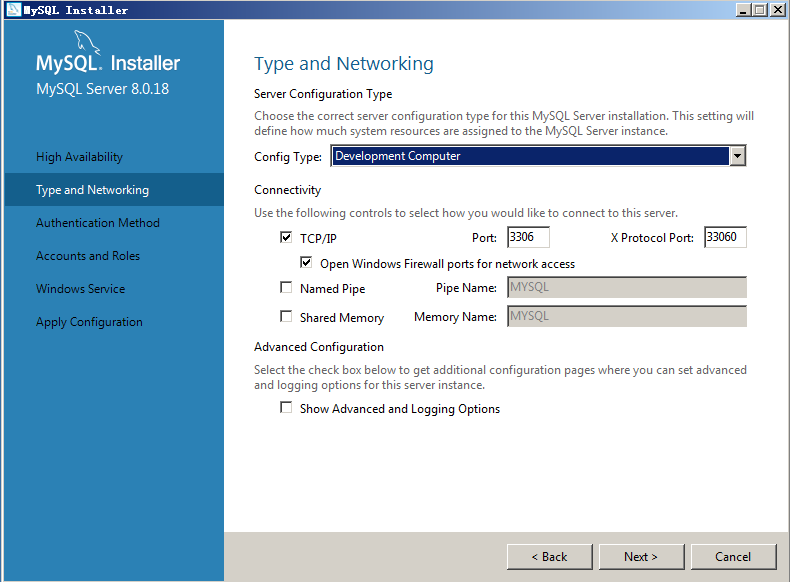 MySQL Installer
MySQL. Installer
MySQL Server 8.0.18
High Availability
Type and Networking
Authentication Method
Accounts and Roles
Windows Service
Apply Configuration
Type and Networking
Server Configuration Type
Choose the correct server configuration type for this MySQL Server installation. This setting will
define how much system resources are assigned to the MySQL Server instance.
Config Type: Development Computer
Connectivity
Use the following controls to select how you would like to connect to this server.
TCP/IP Port: 3306 X Protocol Port: 33060
Open Windows Firewall ports for network access
Named Pipe Pipe Name: MYSQL
Shared Memory Memory Name: MYSQL
Advanced Configuration
Select the check box below to get additional configuration pages where you can set advanced
and logging options for this server instance.
Show Advanced and Logging Options
< Back Next > Cancel